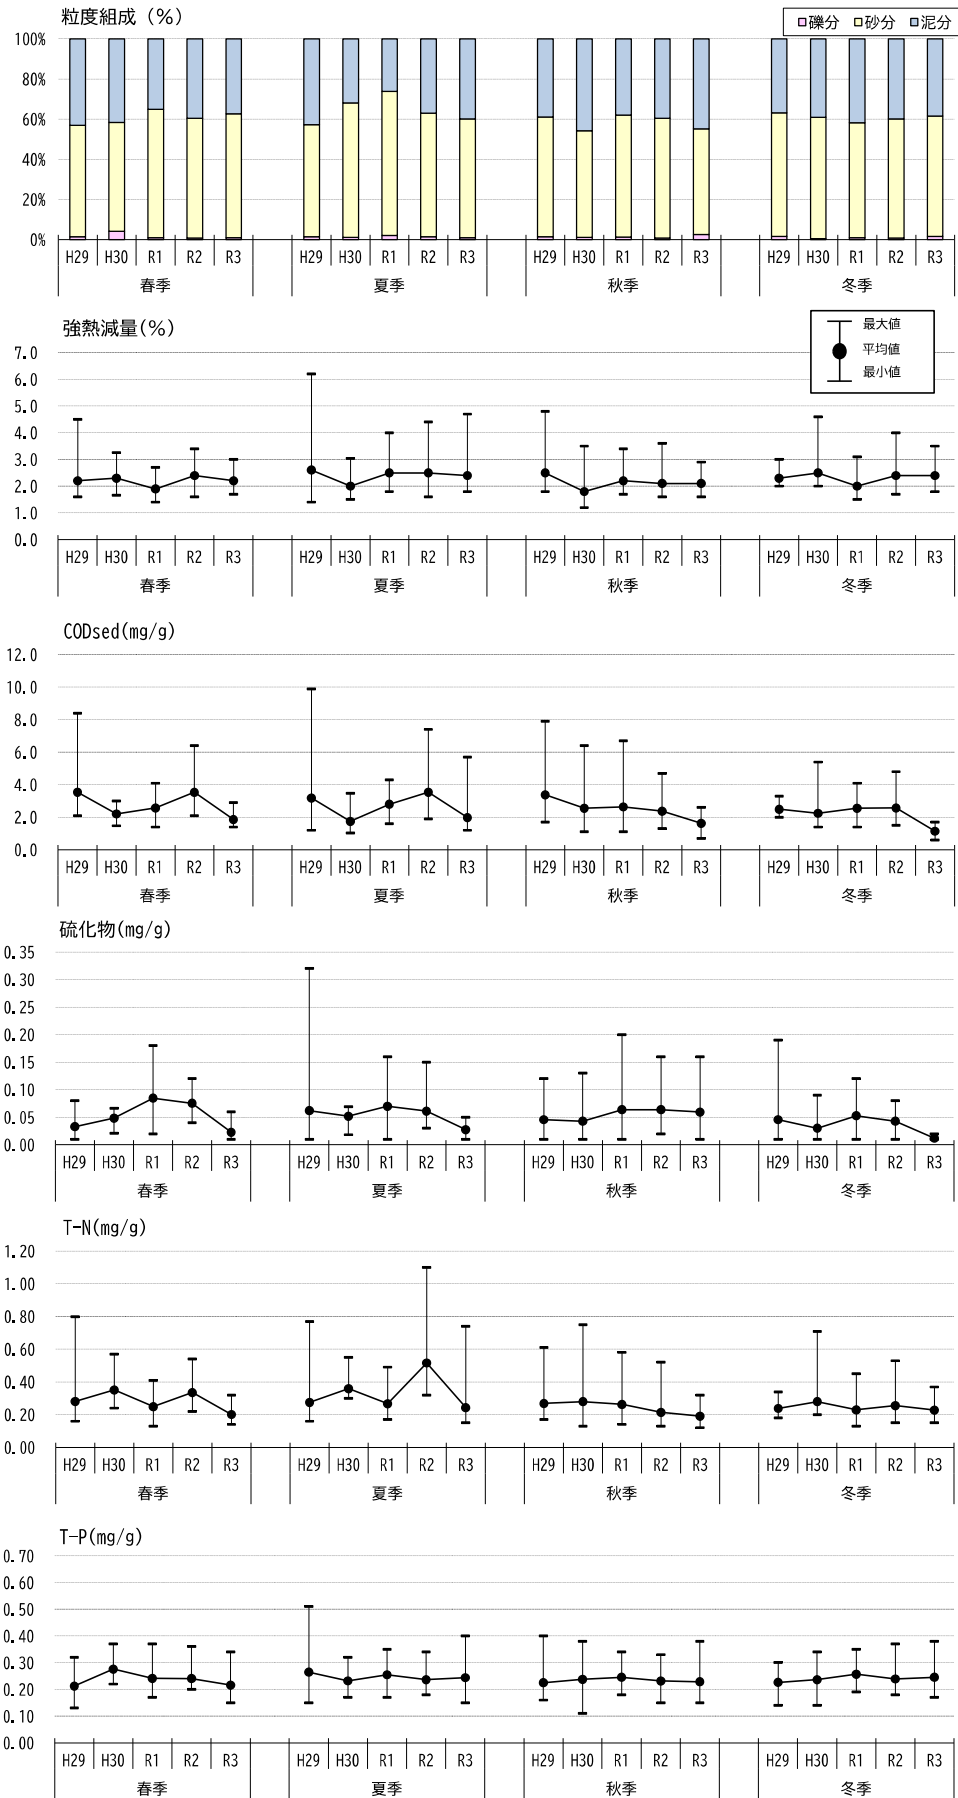 粒度組成（%）
礫分 砂分 泥分
100%
80%
60%
40%
20%
0%
H29 H30 R1 R2 R3 H29 H30 R1 R2 R3 H29 H30 R1 R2 R3 H29 H30 R1 R2 R3
春季 夏季 秋季 冬季
強熱減量(%)
最大値
平均値
最小値
7.0
6.0
5.0
4.0
3.0
2.0
1.0
0.0
H29 H30 R1 R2 R3 H29 H30 R1 R2 R3 H29 H30 R1 R2 R3 H29 H30 R1 R2 R3
春季 夏季 秋季 冬季
CODsed(mg/g)
12.0
10.0
8.0
6.0
4.0
2.0
0.0
H29 H30 R1 R2 R3 H29 H30 R1 R2 R3 H29 H30 R1 R2 R3 H29 H30 R1 R2 R3
春季 夏季 秋季 冬季
硫化物(mg/g)
0.35
0.30
0.25
0.20
0.15
0.10
0.05
0.00
H29 H30 R1 R2 R3 H29 H30 R1 R2 R3 H29 H30 R1 R2 R3 H29 H30 R1 R2 R3
春季 夏季 秋季 冬季
T-N(mg/g)
1.20
1.00
0.80
0.60
0.40
0.20
0.00
H29 H30 R1 R2 R3 H29 H30 R1 R2 R3 H29 H30 R1 R2 R3 H29 H30 R1 R2 R3
春季 夏季 秋季 冬季
T-P(mg/g)
0.70
0.60
0.50
0.40
0.30
0.20
0.10
0.00
H29 H30 R1 R2 R3 H29 H30 R1 R2 R3 H29 H30 R1 R2 R3 H29 H30 R1 R2 R3
春季 夏季 秋季 冬季